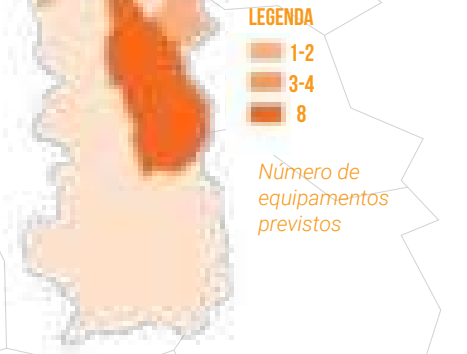 LEGENDA
1-2
3-4
8
Número de
equipamentos
previstos